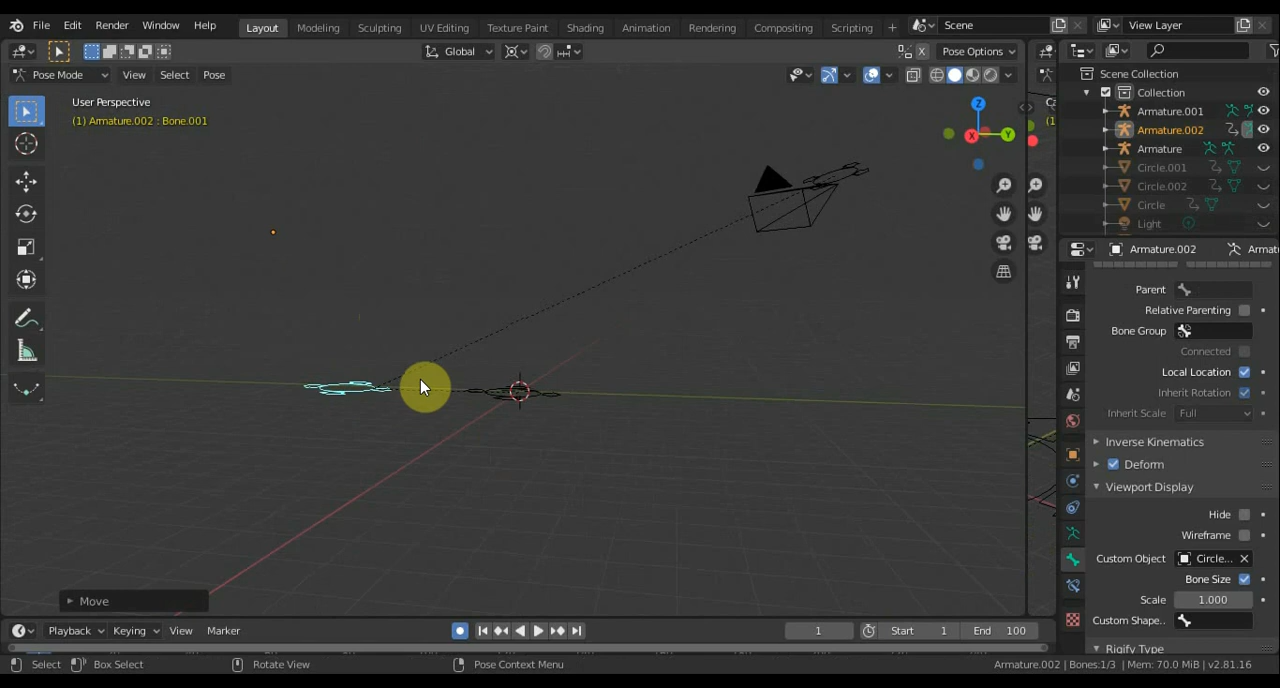 File Edit Render Window Help Layout Modeling Sculpting UV Editing Texture Paint Shading Animation Rendering Compositing Scripting + Scene View Layer
Global Pose Options
Pose Mode View Select Pose
User Perspective
(1) Armature.002 : Bone.001
Z
X
Y
Move
Scene Collection
Collection
Armature.001
Armature.002
Armature
Circle.001
Circle.002
Circle
Light
Armature.002
Parent
Relative Parenting
Bone Group
Connected
Local Location
Inherit Rotation
Inherit Scale Full
Inverse Kinematics
Deform
Viewport Display
Hide
Wireframe
Custom Object Circle...
Bone Size
Scale 1.000
Custom Shape..
Rigify Type
Playback Keying View Marker 1 Start 1 End 100
Select Box Select Rotate View Pose Context Menu Armature.002 | Bones:1/3 | Mem: 70.0 MiB | v2.81.16